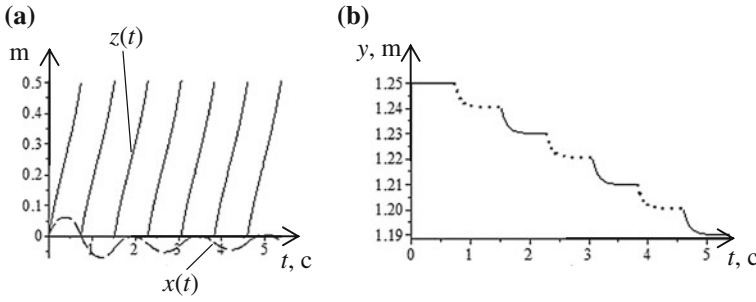 (a)
m
z(t)
0.5
0.4
0.3
0.2
0.1
0
1 1 2 3 4 5
t, c
x(t)
(b)
y, m
1.25
1.24
1.23
1.22
1.21
1.20
1.19
0 1 2 3 4 5
t, c